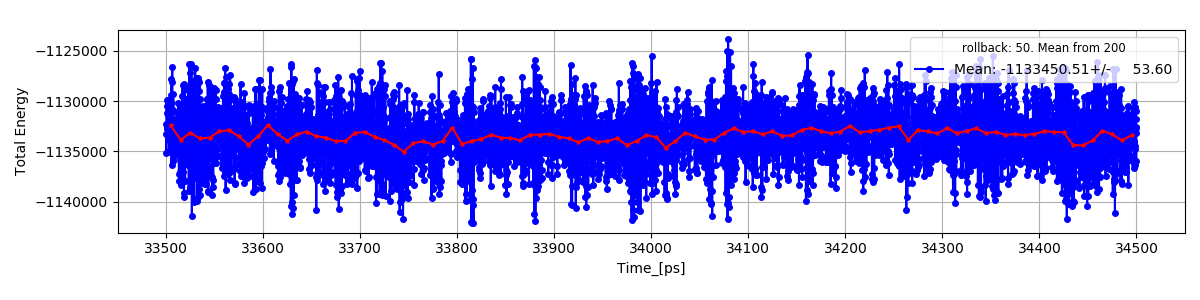 rollback: 50. Mean from 200
Mean: -1133450.51+/- 53.60
Total Energy
−1125000
−1130000
−1135000
−1140000
33500 33600 33700 33800 33900 34000 34100 34200 34300 34400 34500
Time_[ps]